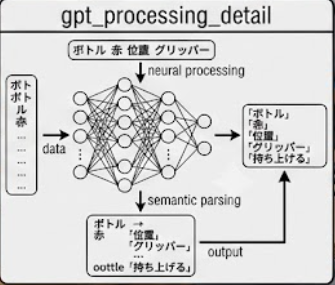 gpt_processing_detail
ボトル 赤 位置 グリッパー
neural processing
ボト
ボトル
赤
...
...
...
...
data
「ボトル」
「赤」
「位置」
「グリッパー」
「持ち上げる」
semantic parsing
ボトル →
赤 「位置」
「グリッパー」
...
oottle 「持ち上げる」
output